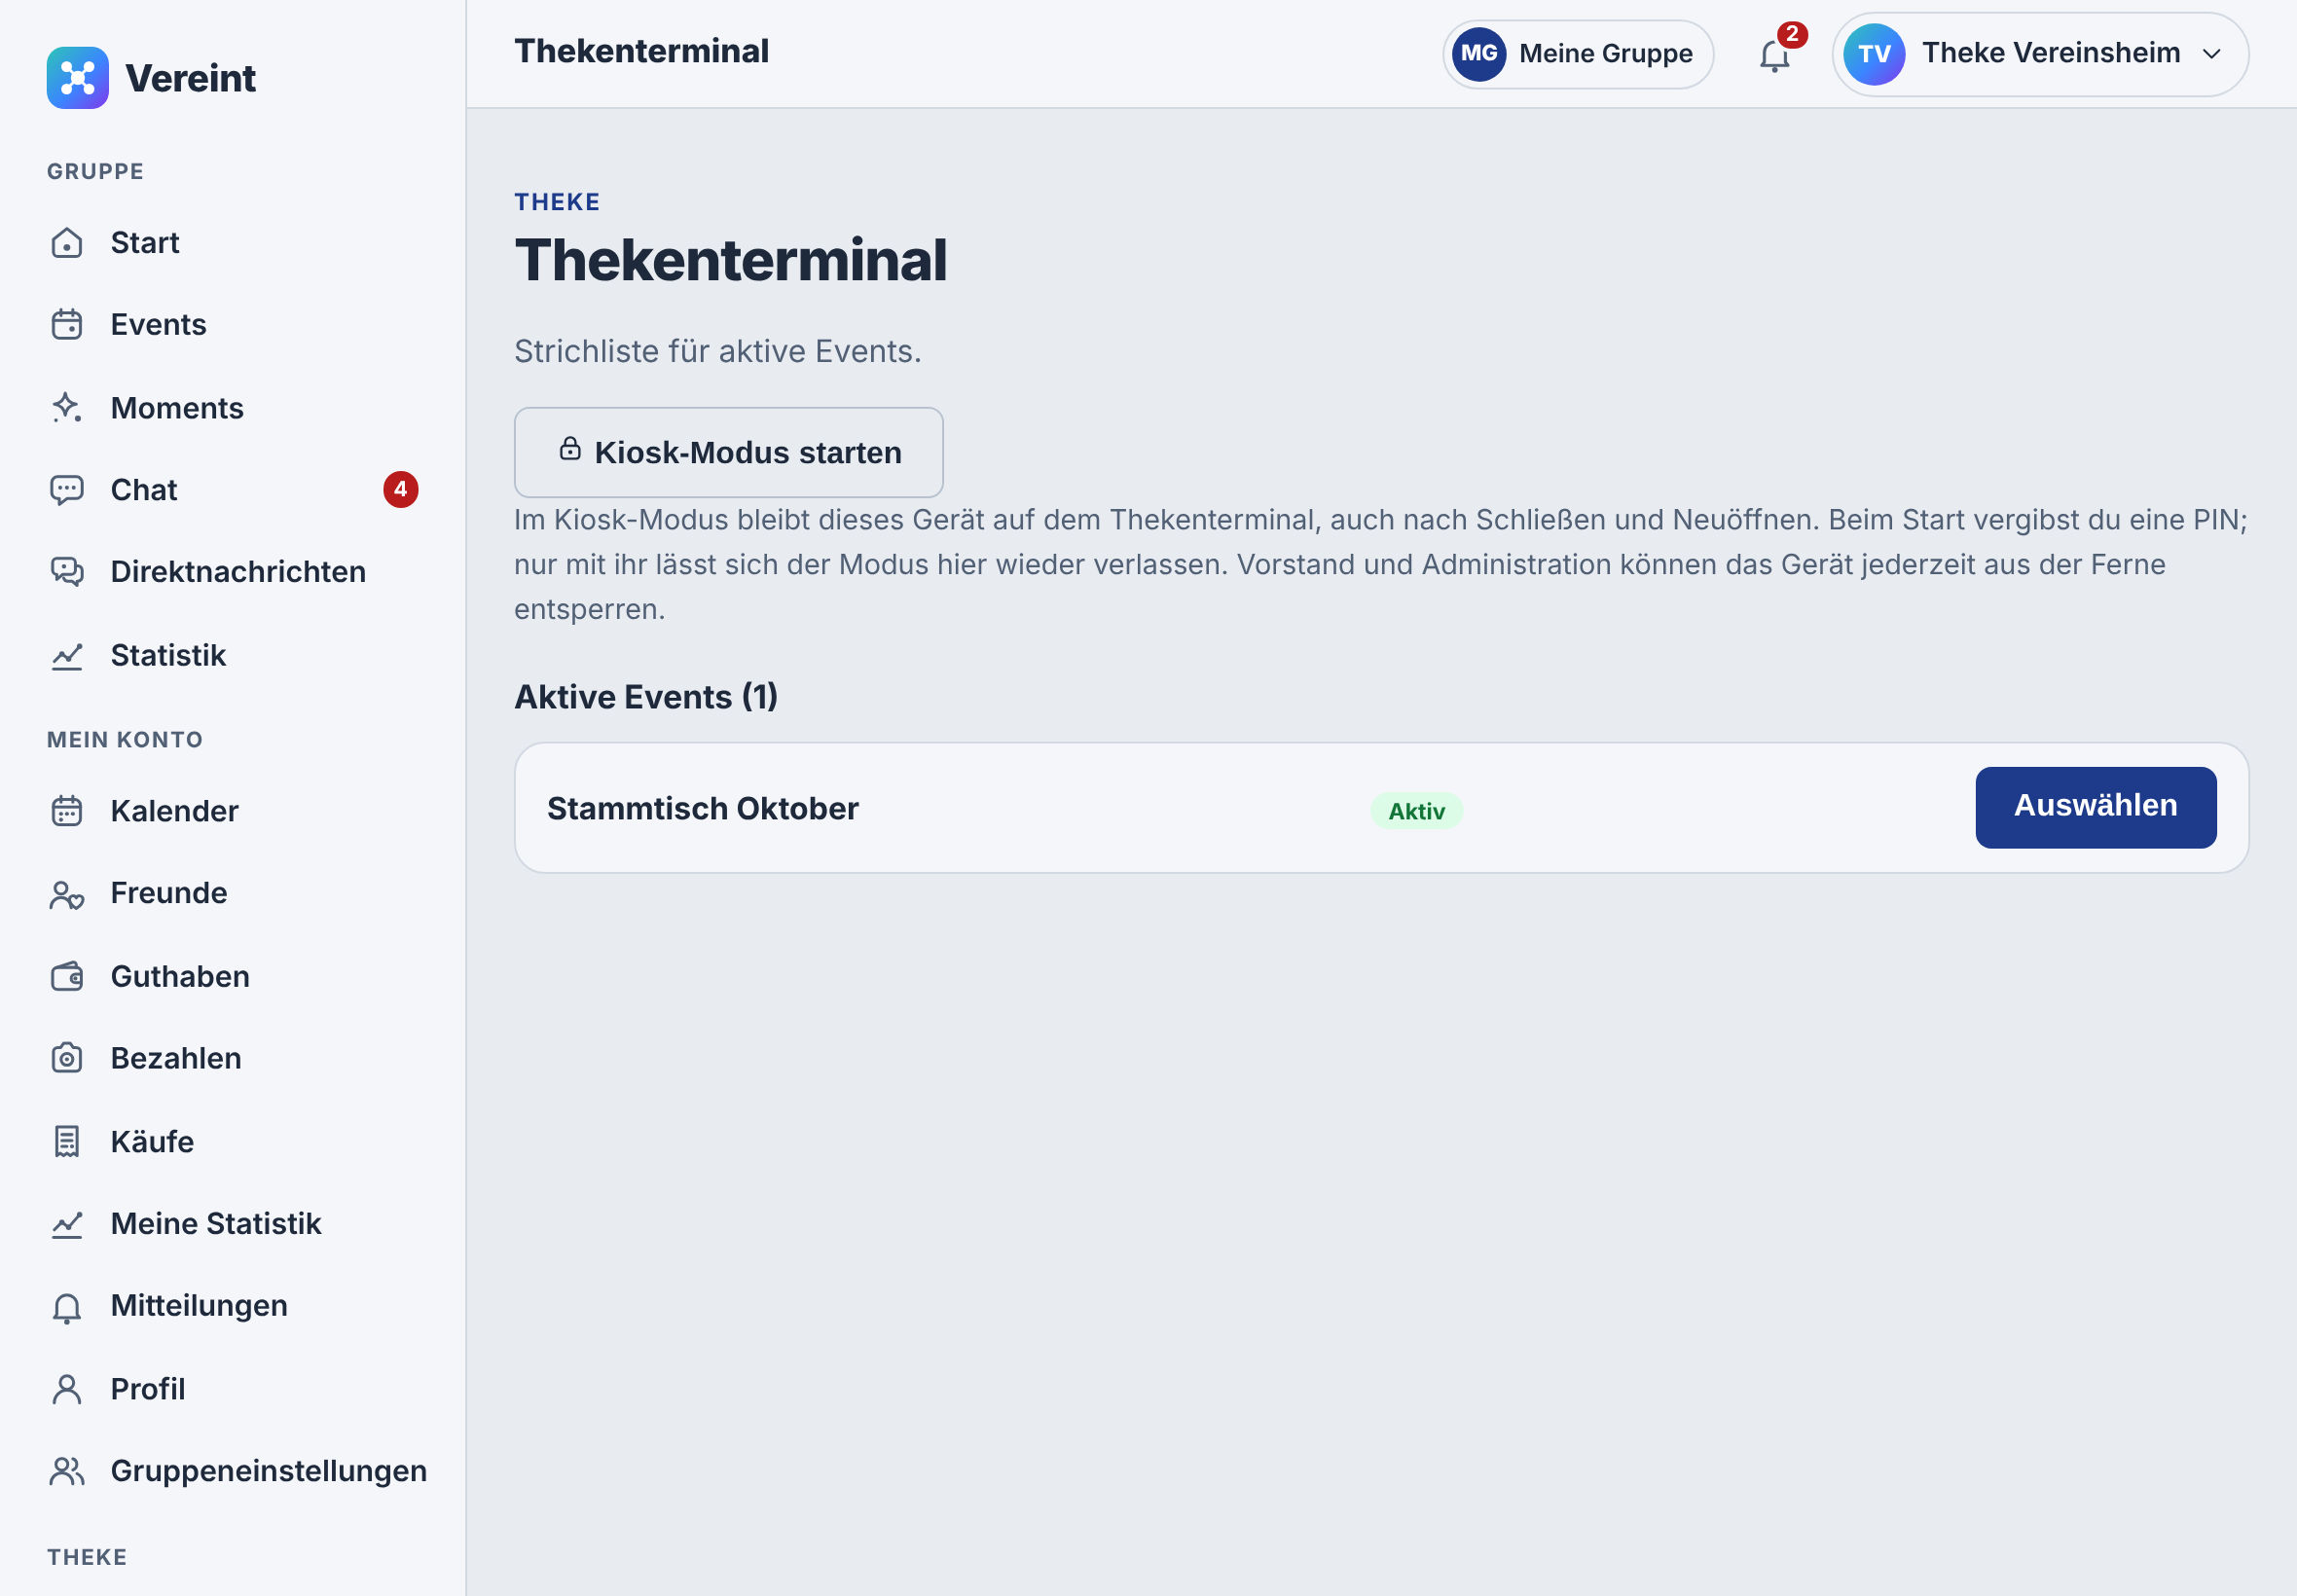 Vereint
GRUPPE
Start
Events
Moments
Chat 4
Direktnachrichten
Statistik
MEIN KONTO
Kalender
Freunde
Guthaben
Bezahlen
Käufe
Meine Statistik
Mitteilungen
Profil
Gruppeneinstellungen
THEKE
Thekenterminal
MG Meine Gruppe
2
TV Theke Vereinsheim
THEKE
Thekenterminal
Strichliste für aktive Events.
Kiosk-Modus starten
Im Kiosk-Modus bleibt dieses Gerät auf dem Thekenterminal, auch nach Schließen und Neuöffnen. Beim Start vergibst du eine PIN;
nur mit ihr lässt sich der Modus hier wieder verlassen. Vorstand und Administration können das Gerät jederzeit aus der Ferne
entsperren.
Aktive Events (1)
Stammtisch Oktober Aktiv Auswählen